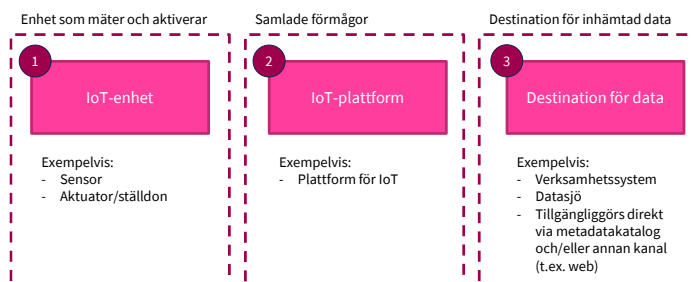 Enhet som mäter och aktiverar
1
IoT-enhet
Exempelvis:
- Sensor
- Aktuator/ställdon
Samlade förmågor
2
IoT-plattform
Exempelvis:
- Plattform för IoT
Destination för inhämtad data
3
Destination för data
Exempelvis:
- Verksamhetssystem
- Datasjö
- Tillgängliggörs direkt
via metadatakatalog
och/eller annan kanal
(t.ex. web)